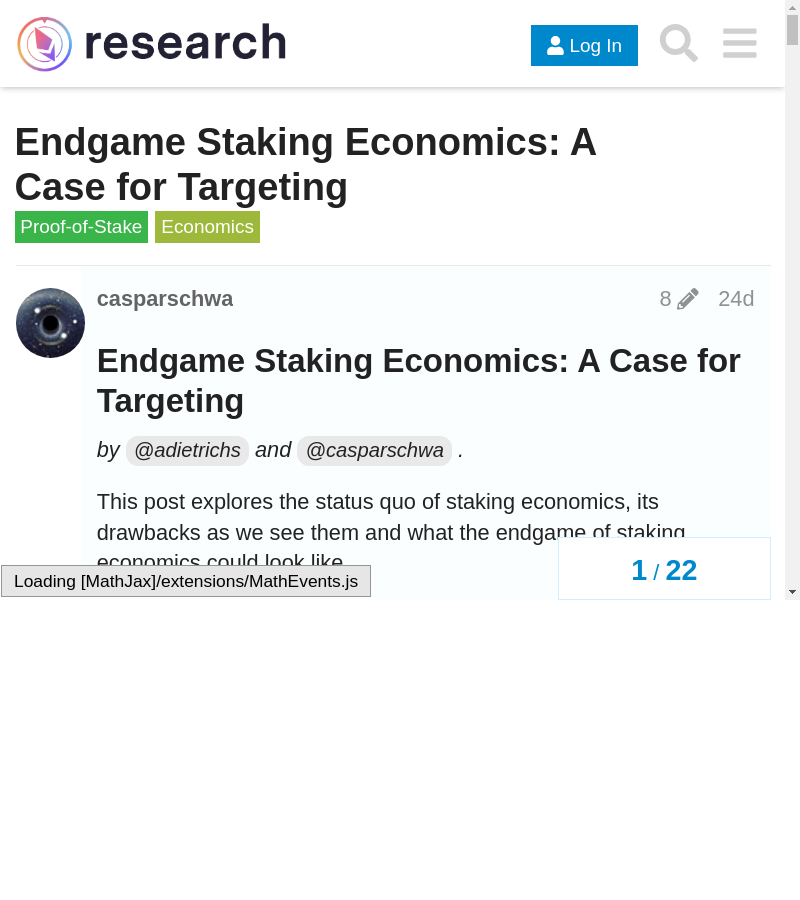 research
Log In
Endgame Staking Economics: A
Case for Targeting
Proof-of-Stake Economics
casparschwa 8 24d
Endgame Staking Economics: A Case for
Targeting
by @adietrichs and @casparschwa .
This post explores the status quo of staking economics, its
drawbacks as we see them and what the endgame of staking
economics could look like
Loading [MathJax]/extensions/MathEvents.js
1 / 22